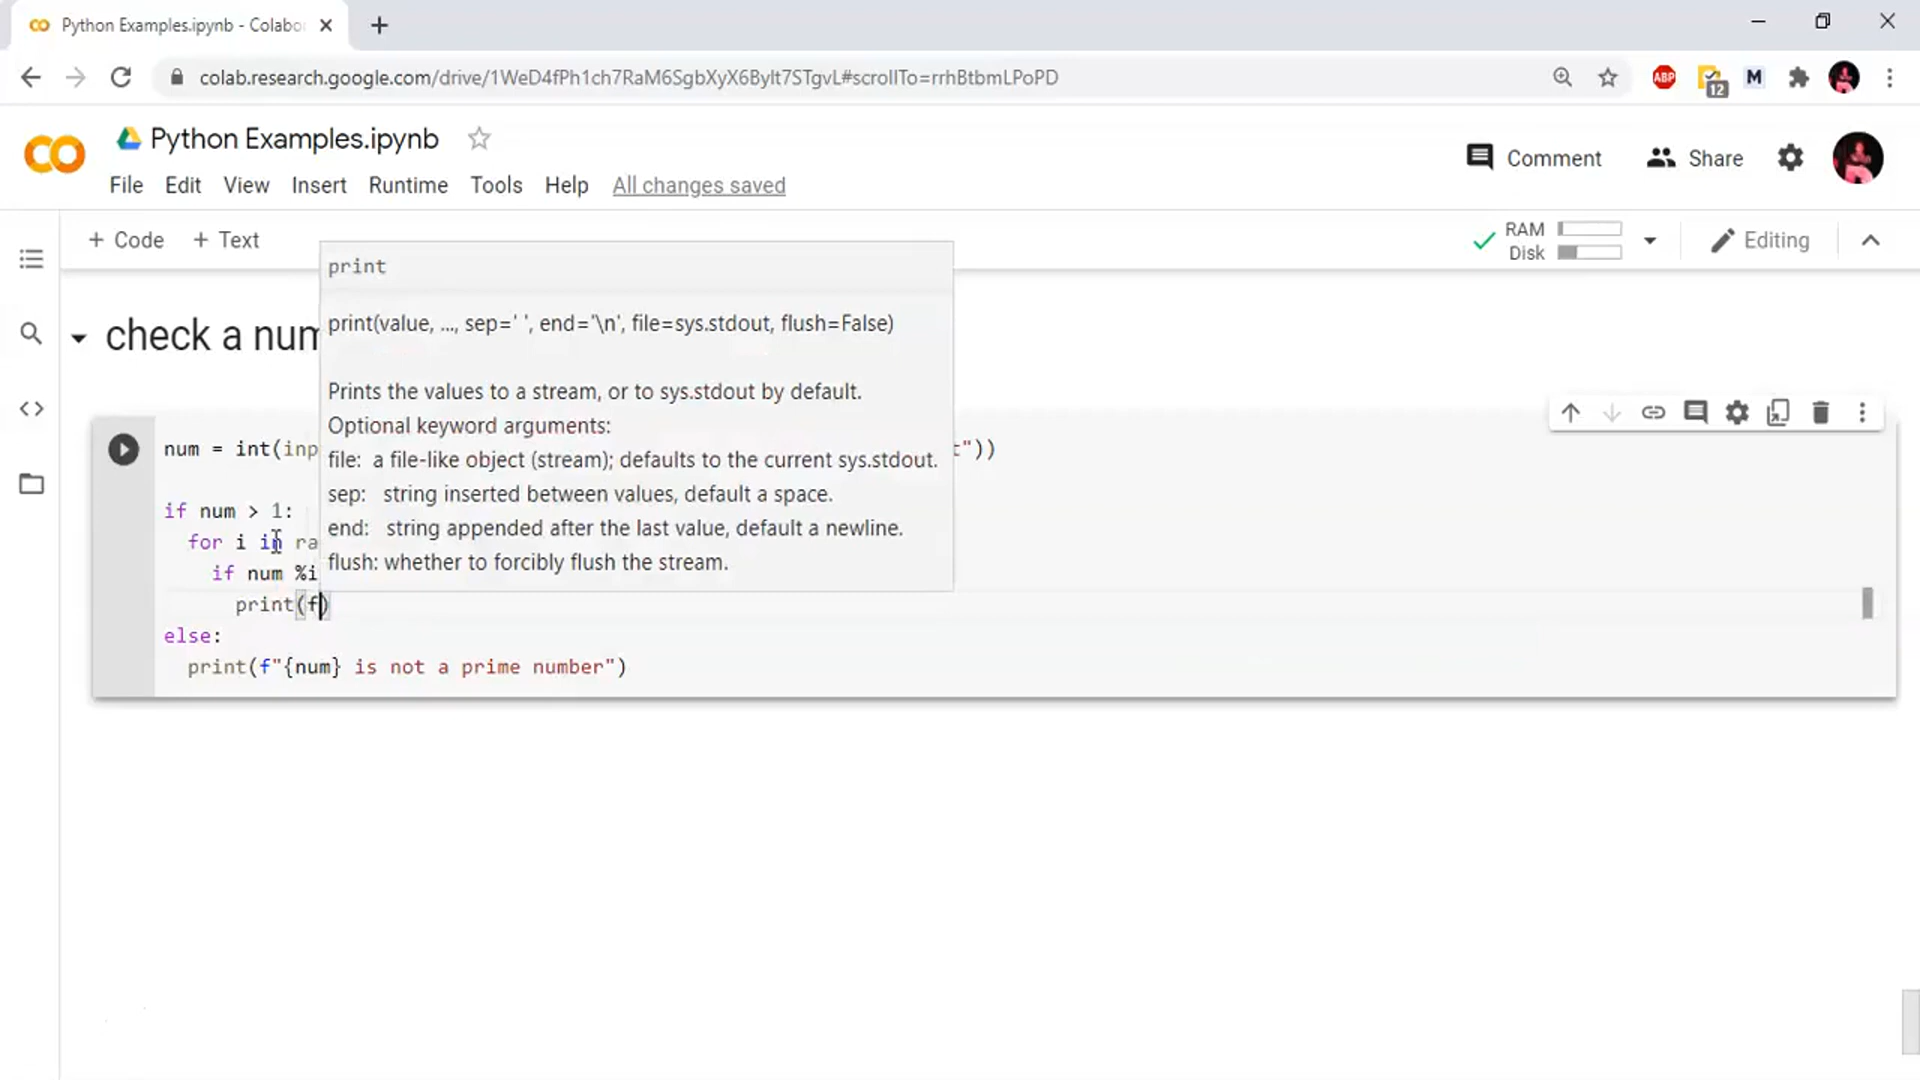 Python Examples.ipynb - Colabo
colab.research.google.com/drive/1WeD4fPh1ch7RaM6SgbXyX6Bylt7STgvL#scrollTo=rrhBtbmLPoPD
ABP
12
M
Python Examples.ipynb
Comment
Share
File Edit View Insert Runtime Tools Help All changes saved
+ Code + Text
RAM
Disk
Editing
print
print(value, ..., sep=' ', end='\n', file=sys.stdout, flush=False)
check a num
Prints the values to a stream, or to sys.stdout by default.
Optional keyword arguments:
file: a file-like object (stream); defaults to the current sys.stdout.
sep: string inserted between values, default a space.
end: string appended after the last value, default a newline.
flush: whether to forcibly flush the stream.
num = int(inp t"))
if num > 1:
for i in ra
if num %i
print(f)
else:
print(f"{num} is not a prime number")